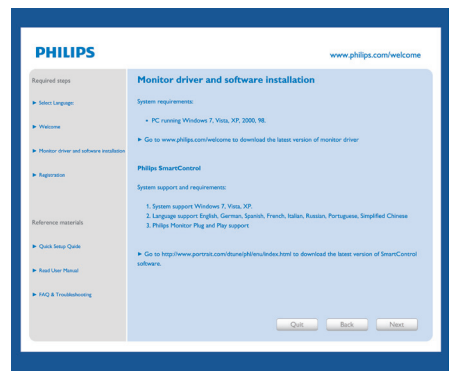 PHILIPS
www.philips.com/welcome
Required steps
► Select Language:
► Welcome
► Monitor driver and software installation
► Registration
Reference materials
► Quick Setup Quide
► Read User Manual
► FAQ & Troubleshooting
Monitor driver and software installation
System requirements:
• PC running Windows 7, Vista, XP, 2000, 98.
► Go to www.philips.com/welcome to download the latest version of monitor driver
Philips SmartControl
System support and requirements:
1. System support Windows 7, Vista, XP.
2. Language support English, German, Spanish, French, Italian, Russian, Portuguese, Simplified Chinese
3. Philips Monitor Plug and Play support
► Go to http://www.portrait.com/dtune/phl/enu/index.html to download the latest version of SmartControl
software.
Quit
Back
Next